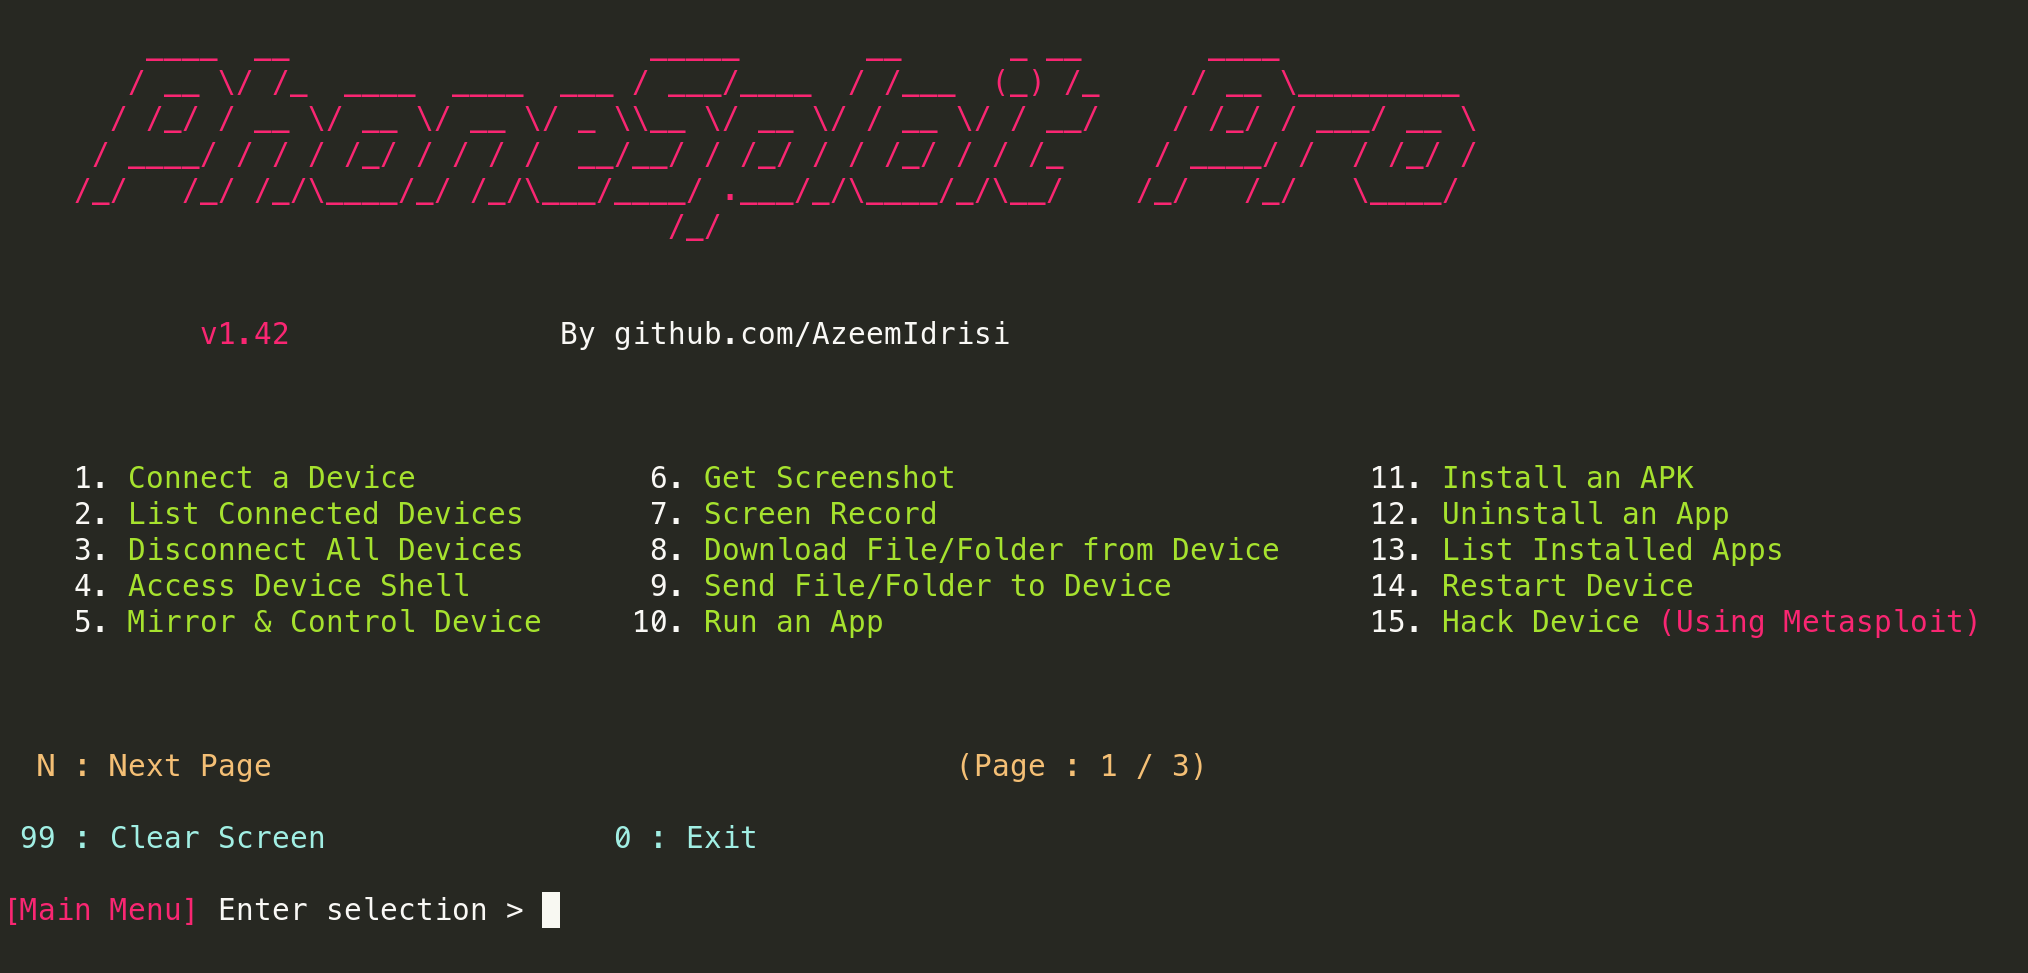 PhoneSploit Pro
v1.42 By github.com/AzeemIdrisi
1. Connect a Device 6. Get Screenshot 11. Install an APK
2. List Connected Devices 7. Screen Record 12. Uninstall an App
3. Disconnect All Devices 8. Download File/Folder from Device 13. List Installed Apps
4. Access Device Shell 9. Send File/Folder to Device 14. Restart Device
5. Mirror & Control Device 10. Run an App 15. Hack Device (Using Metasploit)
N : Next Page (Page : 1 / 3)
99 : Clear Screen 0 : Exit
[Main Menu] Enter selection >